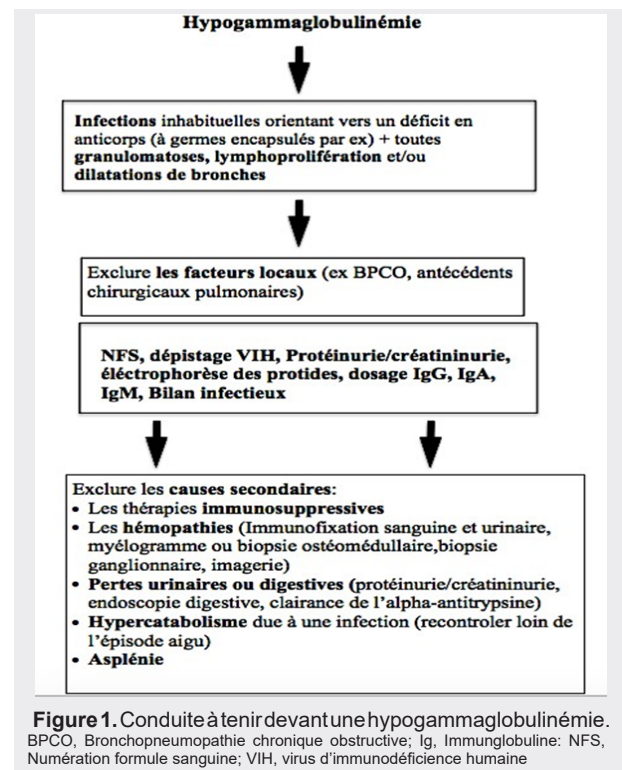 Hypogammaglobulinémie
Infections inhabituelles orientant vers un déficit en
anticorps (à germes encapsulés par ex) + toutes
granulomatoses, lymphoprolifération et/ou
dilatations de bronches
Exclure les facteurs locaux (ex BPCO, antécédents
chirurgicaux pulmonaires)
NFS, dépistage VIH, Protéinurie/créatininurie,
éléctrophorèse des protides, dosage IgG, IgA,
IgM, Bilan infectieux
Exclure les causes secondaires:
• Les thérapies immunosuppressives
• Les hémopathies (Immunofixation sanguine et urinaire,
myélogramme ou biopsie ostéomédullaire,biopsie
ganglionnaire, imagerie)
• Pertes urinaires ou digestives (protéinurie/créatininurie,
endoscopie digestive, clairance de l'alpha-antitrypsine)
• Hypercatabolisme due à une infection (recontroler loin de
l'épisode aigu)
• Asplénie
Figure 1. Conduite à tenir devant une hypogammaglobulinémie.
BPCO, Bronchopneumopathie chronique obstructive; Ig, Immunglobuline: NFS,
Numération formule sanguine; VIH, virus d'immunodéficience humaine